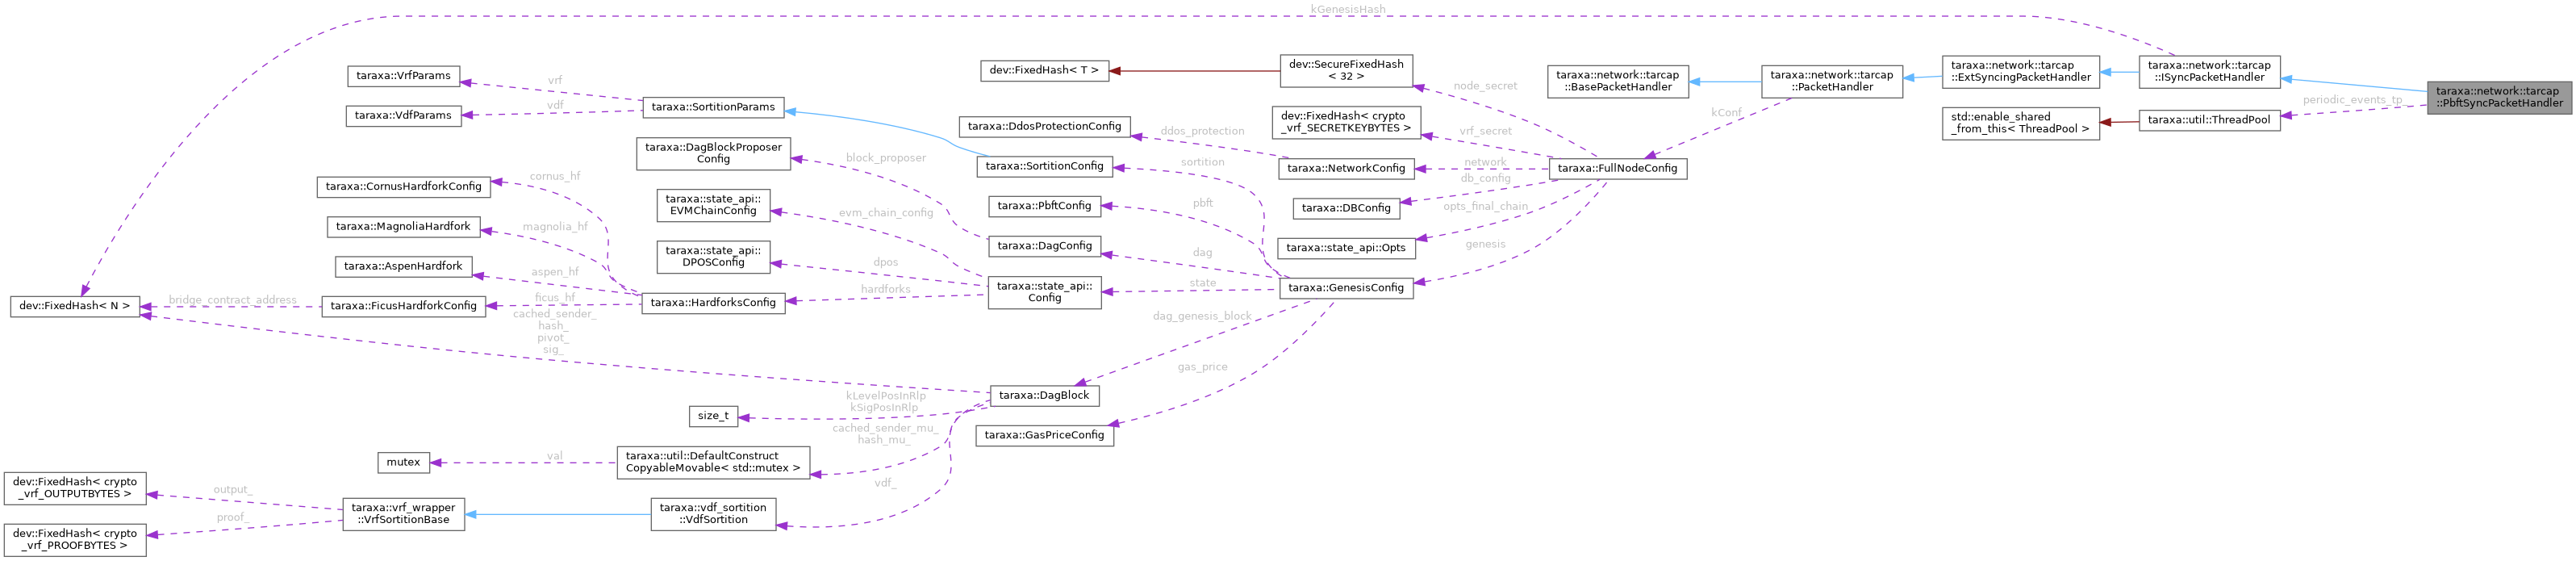 kGenesisHash
taraxa::VrfParams
vrf
taraxa::VdfParams
vdf
taraxa::SortitionParams
dev::FixedHash< T >
dev::SecureFixedHash
< 32 >
node_secret
taraxa::network::tarcap
::BasePacketHandler
taraxa::network::tarcap
::PacketHandler
kConf
taraxa::network::tarcap
::ExtSyncingPacketHandler
taraxa::network::tarcap
::ISyncPacketHandler
periodic_events_tp_
taraxa::network::tarcap
::PbftSyncPacketHandler
std::enable_shared
_from_this< ThreadPool >
taraxa::util::ThreadPool
dev::FixedHash< crypto
_vrf_SECRETKEYBYTES >
vrf_secret
taraxa::DdosProtectionConfig
ddos_protection
taraxa::NetworkConfig
network
taraxa::FullNodeConfig
db_config
taraxa::DBConfig
opts_final_chain
taraxa::state_api::Opts
genesis
taraxa::DagBlockProposer
Config
block_proposer
taraxa::SortitionConfig
sortition
taraxa::PbftConfig
pbft
taraxa::DagConfig
dag
taraxa::state_api::
Config
state
taraxa::GenesisConfig
taraxa::CornusHardforkConfig
cornus_hf
taraxa::MagnoliaHardfork
magnolia_hf
taraxa::AspenHardfork
aspen_hf
taraxa::FicusHardforkConfig
ficus_hf
taraxa::state_api::
EVMChainConfig
evm_chain_config
taraxa::state_api::
DPOSConfig
dpos
taraxa::HardforksConfig
hardforks
dev::FixedHash< N >
bridge_contract_address
cached_sender_
hash_
pivot_
sig_
dag_genesis_block
gas_price
taraxa::DagBlock
taraxa::GasPriceConfig
size_t
kLevelPosInRlp
kSigPosInRlp
cached_sender_mu_
hash_mu_
mutex
val
taraxa::util::DefaultConstruct
CopyableMovable< std::mutex >
vdf_
dev::FixedHash< crypto
_vrf_OUTPUTBYTES >
output_
dev::FixedHash< crypto
_vrf_PROOFBYTES >
proof_
taraxa::vrf_wrapper
::VrfSortitionBase
taraxa::vdf_sortition
::VdfSortition